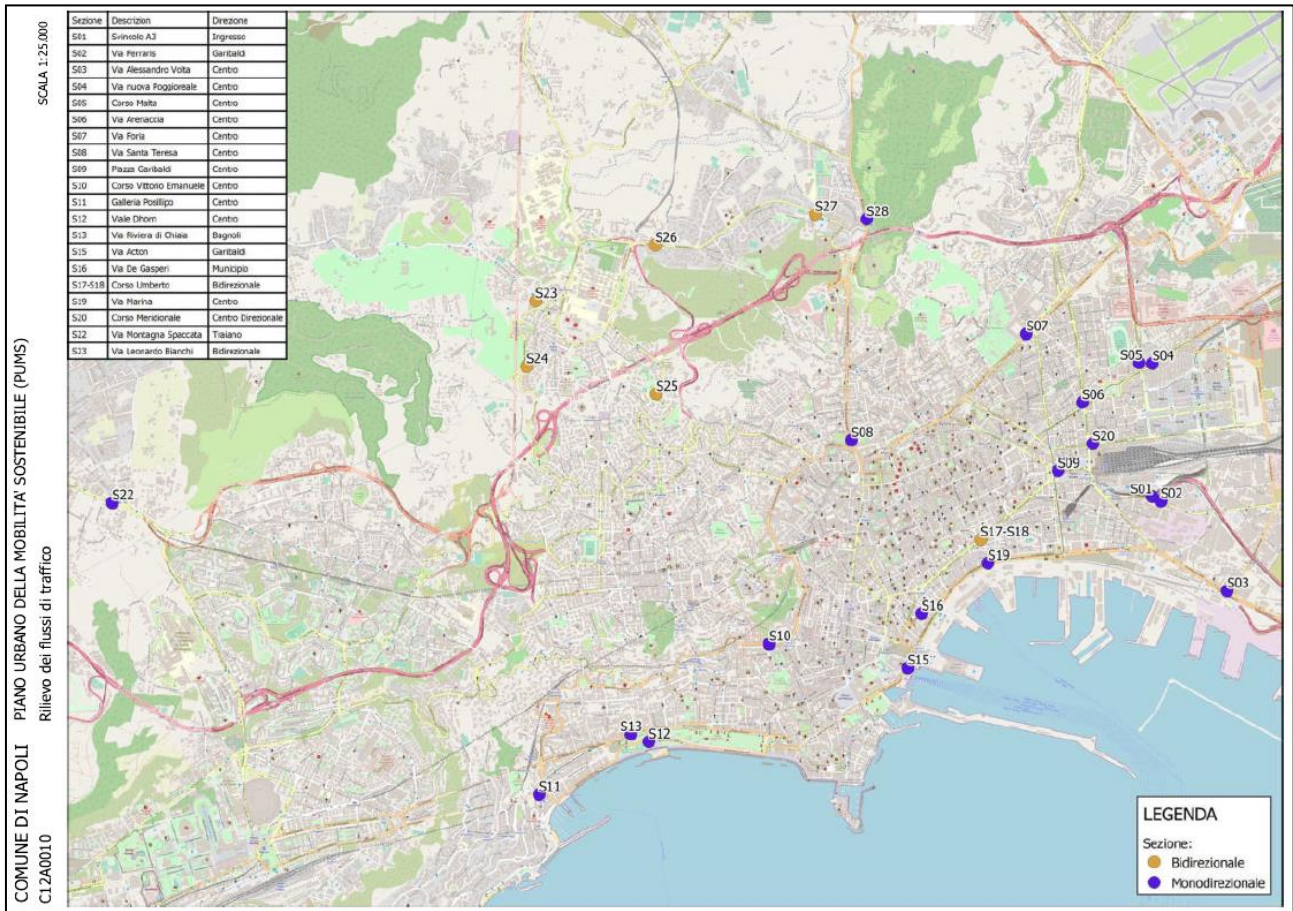 COMUNE DI NAPOLI PIANO URBANO DELLA MOBILITA' SOSTENIBILE (PUMS) SCALA 1:25.000
C12A0010 Rilievo dei flussi di traffico
Sezione Descrizion Direzione
S01 Svincolo A3 Ingresso
S02 Via Ferraris Garibaldi
S03 Via Alessandro Volta Centro
S04 Via nuova Poggioreale Centro
S05 Corso Malta Centro
S06 Via Arenaccia Centro
S07 Via Foria Centro
S08 Via Santa Teresa Centro
S09 Piazza Garibaldi Centro
S10 Corso Vittorio Emanuele Centro
S11 Galleria Posillipo Centro
S12 Viale Dhorn Centro
S13 Via Riviera di Chiaia Bagnoli
S15 Via Acton Garibaldi
S16 Via De Gasperi Municipio
S17-S18 Corso Umberto Bidirezionale
S19 Via Marina Centro
S20 Corso Meridionale Centro Direzionale
S22 Via Montagna Spaccata Traiano
S23 Via Leonardo Bianchi Bidirezionale
S27
S28
S26
S23
S07
S24
S05 S04
S25
S06
S08
S20
S09
S22
S01 S02
S17-S18
S19
S03
S16
S10
S15
S13
S12
S11
LEGENDA
Sezione:
Bidirezionale
Monodirezionale